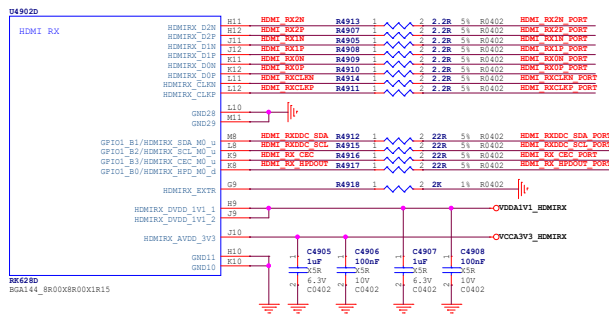 U4902D
HDMI RX
HDMIRX_D2N H11 HDMI_RX2N R4913 1 2 2.2R 5% R0402 HDMI_RX2N_PORT
HDMIRX_D2P H12 HDMI_RX2P R4907 1 2 2.2R 5% R0402 HDMI_RX2P_PORT
HDMIRX_D1N J11 HDMI_RX1N R4905 1 2 2.2R 5% R0402 HDMI_RX1N_PORT
HDMIRX_D1P J12 HDMI_RX1P R4908 1 2 2.2R 5% R0402 HDMI_RX1P_PORT
HDMIRX_D0N K11 HDMI_RX0N R4909 1 2 2.2R 5% R0402 HDMI_RX0N_PORT
HDMIRX_D0P K12 HDMI_RX0P R4910 1 2 2.2R 5% R0402 HDMI_RX0P_PORT
HDMIRX_CLKN L11 HDMI_RXCLKN R4914 1 2 2.2R 5% R0402 HDMI_RXCLKN_PORT
HDMIRX_CLKP L12 HDMI_RXCLKP R4911 1 2 2.2R 5% R0402 HDMI_RXCLKP_PORT
GND28 L10
GND29 M11
GPIO1_B1/HDMIRX_SDA_M0_u M8 HDMI_RXDDC_SDA R4912 1 2 22R 5% R0402 HDMI_RXDDC_SDA_PORT
GPIO1_B2/HDMIRX_SCL_M0_u L8 HDMI_RXDDC_SCL R4915 1 2 22R 5% R0402 HDMI_RXDDC_SCL_PORT
GPIO1_B3/HDMIRX_CEC_M0_u K9 HDMI_RX_CEC R4916 1 2 22R 5% R0402 HDMI_RX_CEC_PORT
GPIO1_B0/HDMIRX_HPD_M0_d K8 HDMI_RX_HPDOUT R4917 1 2 22R 5% R0402 HDMI_RX_HPDOUT_PORT
HDMIRX_EXTR G9 R4918 1 2 2K 1% R0402
HDMIRX_DVDD_1V1_1 H9 VDDA1V1_HDMIRX
HDMIRX_DVDD_1V1_2 J9
HDMIRX_AVDD_3V3 J10 VCCA3V3_HDMIRX
GND11 H10
GND10 K10
1 C4905 1 C4906 1 C4907 1 C4908
1uF 100nF 1uF 100nF
X5R X5R X5R X5R
2 6.3V 2 10V 2 6.3V 2 10V
C0402 C0402 C0402 C0402
RK628D
BGA144_8R00X8R00X1R15